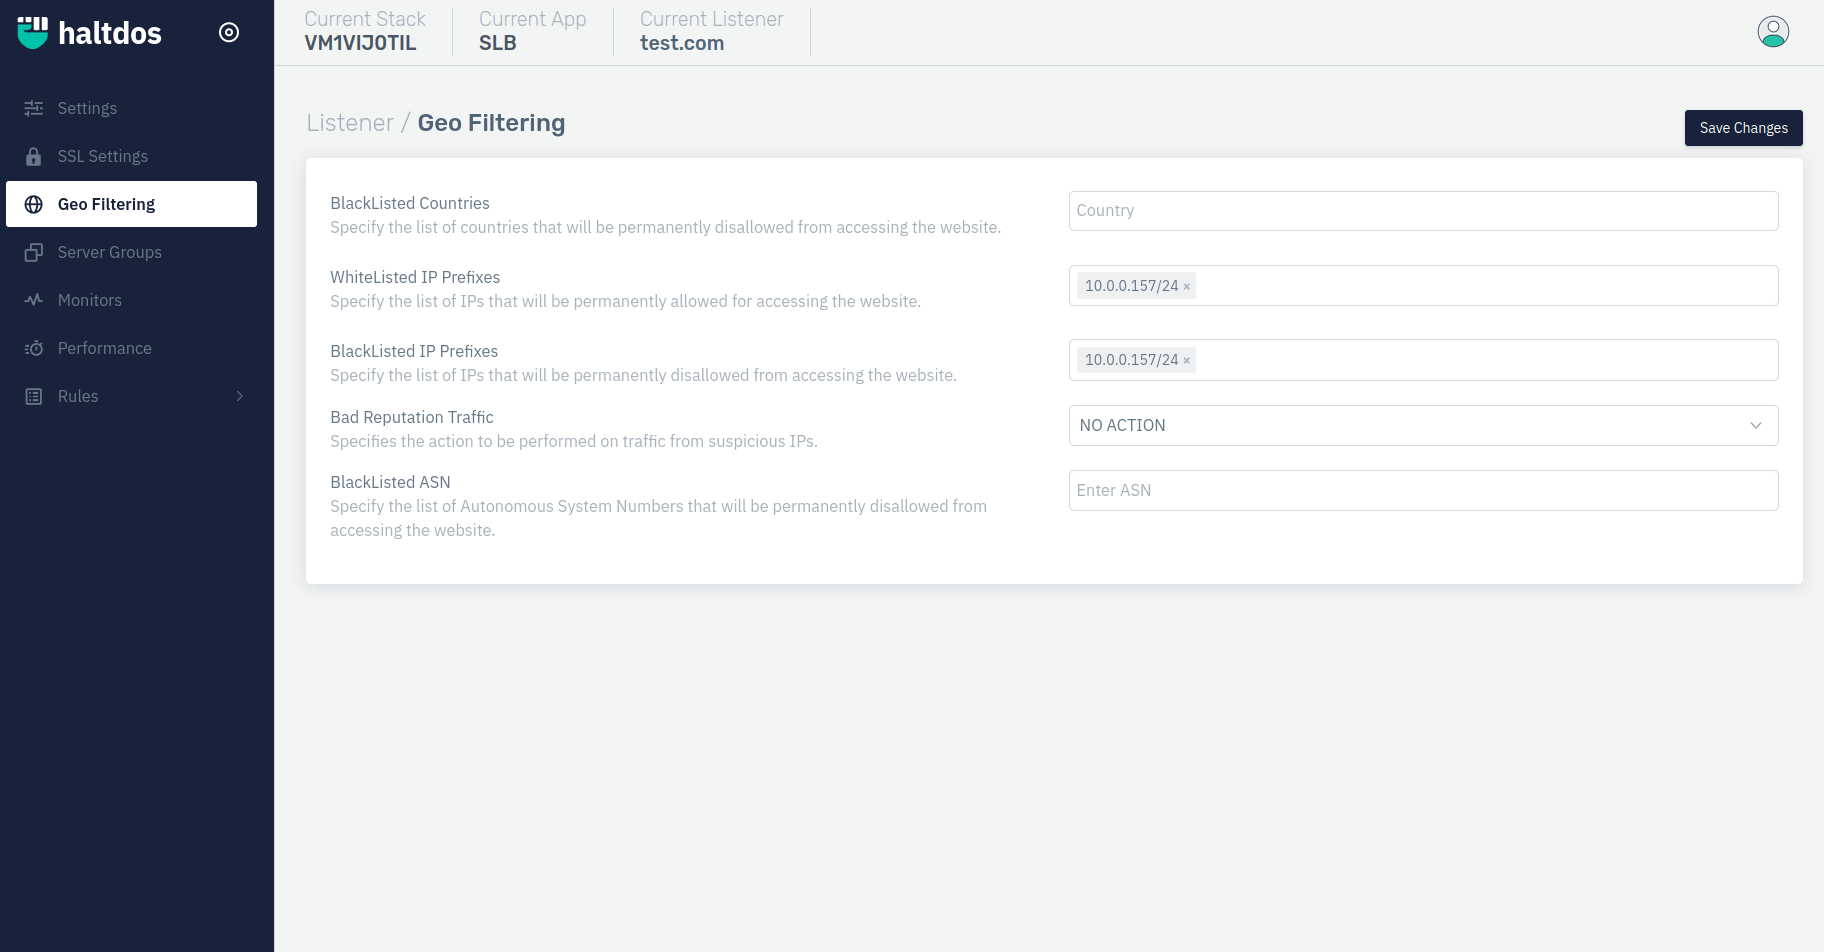 haltdos
Current Stack
VM1VIJ0TIL
Current App
SLB
Current Listener
test.com
Settings
SSL Settings
Geo Filtering
Server Groups
Monitors
Performance
Rules
Listener / Geo Filtering
Save Changes
BlackListed Countries
Specify the list of countries that will be permanently disallowed from accessing the website.
Country
WhiteListed IP Prefixes
Specify the list of IPs that will be permanently allowed for accessing the website.
10.0.0.157/24 ×
BlackListed IP Prefixes
Specify the list of IPs that will be permanently disallowed from accessing the website.
10.0.0.157/24 ×
Bad Reputation Traffic
Specifies the action to be performed on traffic from suspicious IPs.
NO ACTION
BlackListed ASN
Specify the list of Autonomous System Numbers that will be permanently disallowed from
accessing the website.
Enter ASN